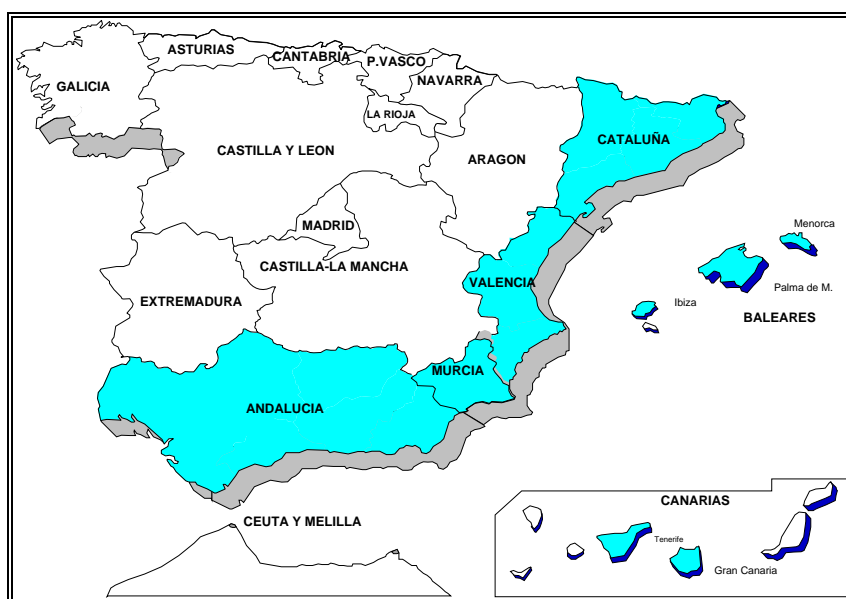 ASTURIAS
CANTABRIA
P.VASCO
NAVARRA
GALICIA
LA RIOJA
CATALUÑA
CASTILLA Y LEON
ARAGON
MADRID
Menorca
CASTILLA-LA MANCHA
VALENCIA
Palma de M.
EXTREMADURA
Ibiza
BALEARES
MURCIA
ANDALUCIA
CANARIAS
CEUTA Y MELILLA
Tenerife
Gran Canaria